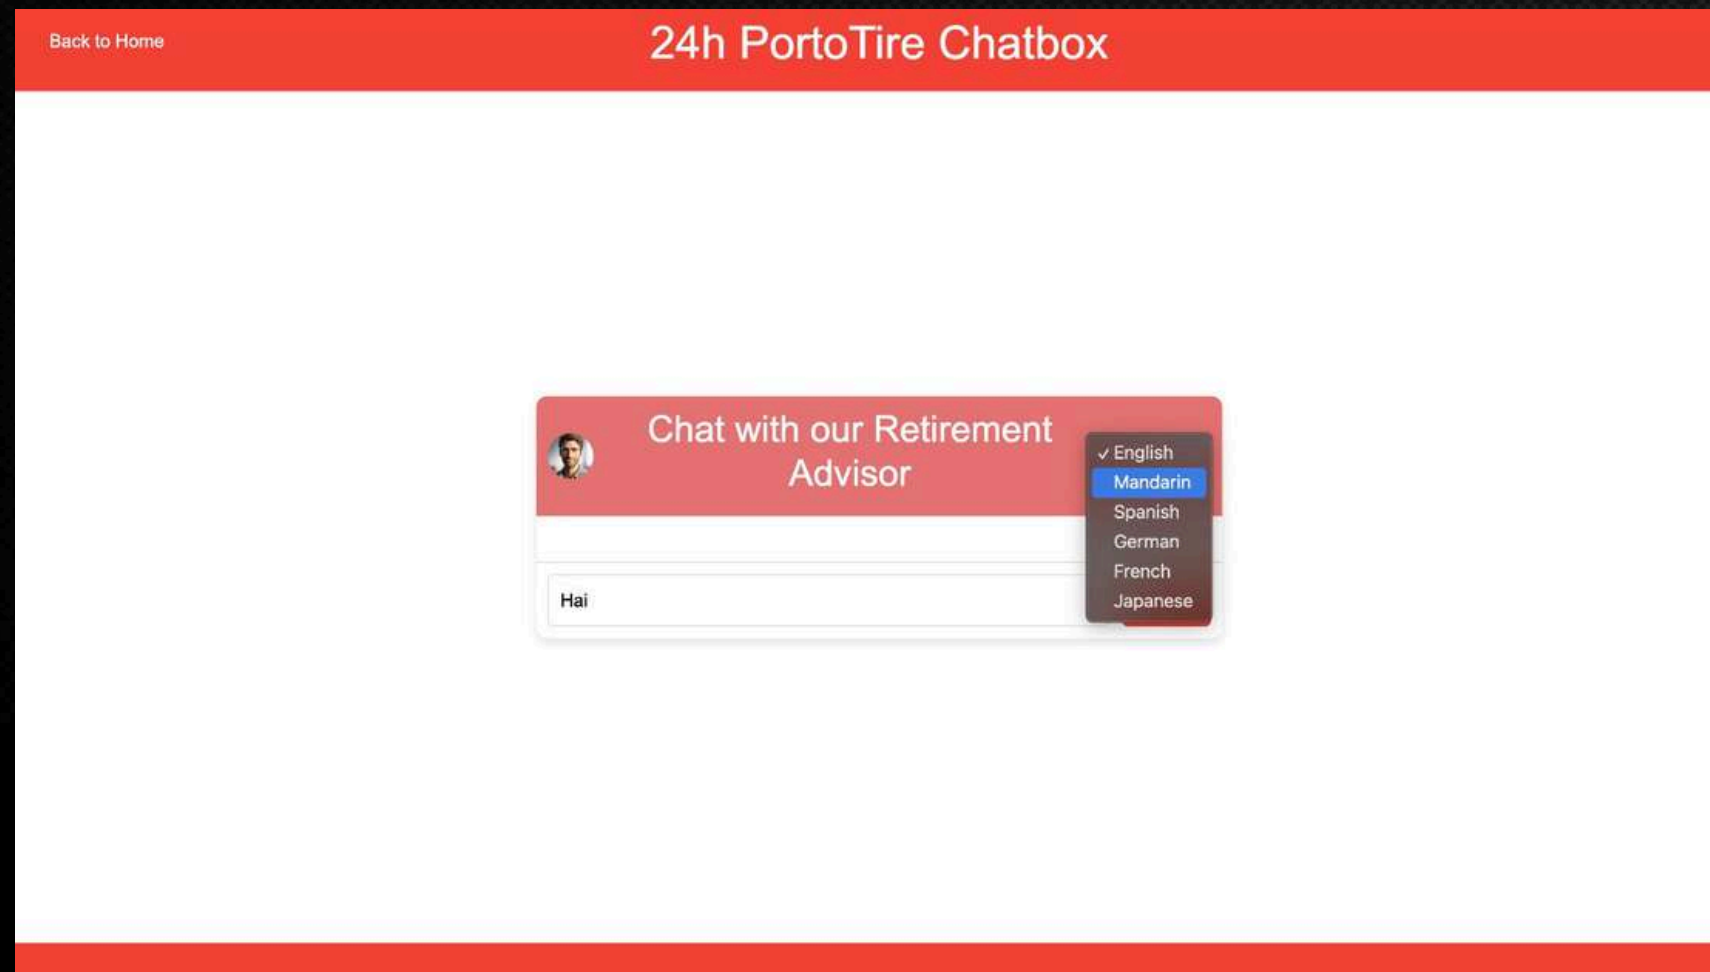 Back to Home
24h PortoTire Chatbox
Chat with our Retirement
Advisor
✓ English
Mandarin
Spanish
German
French
Japanese
Hai